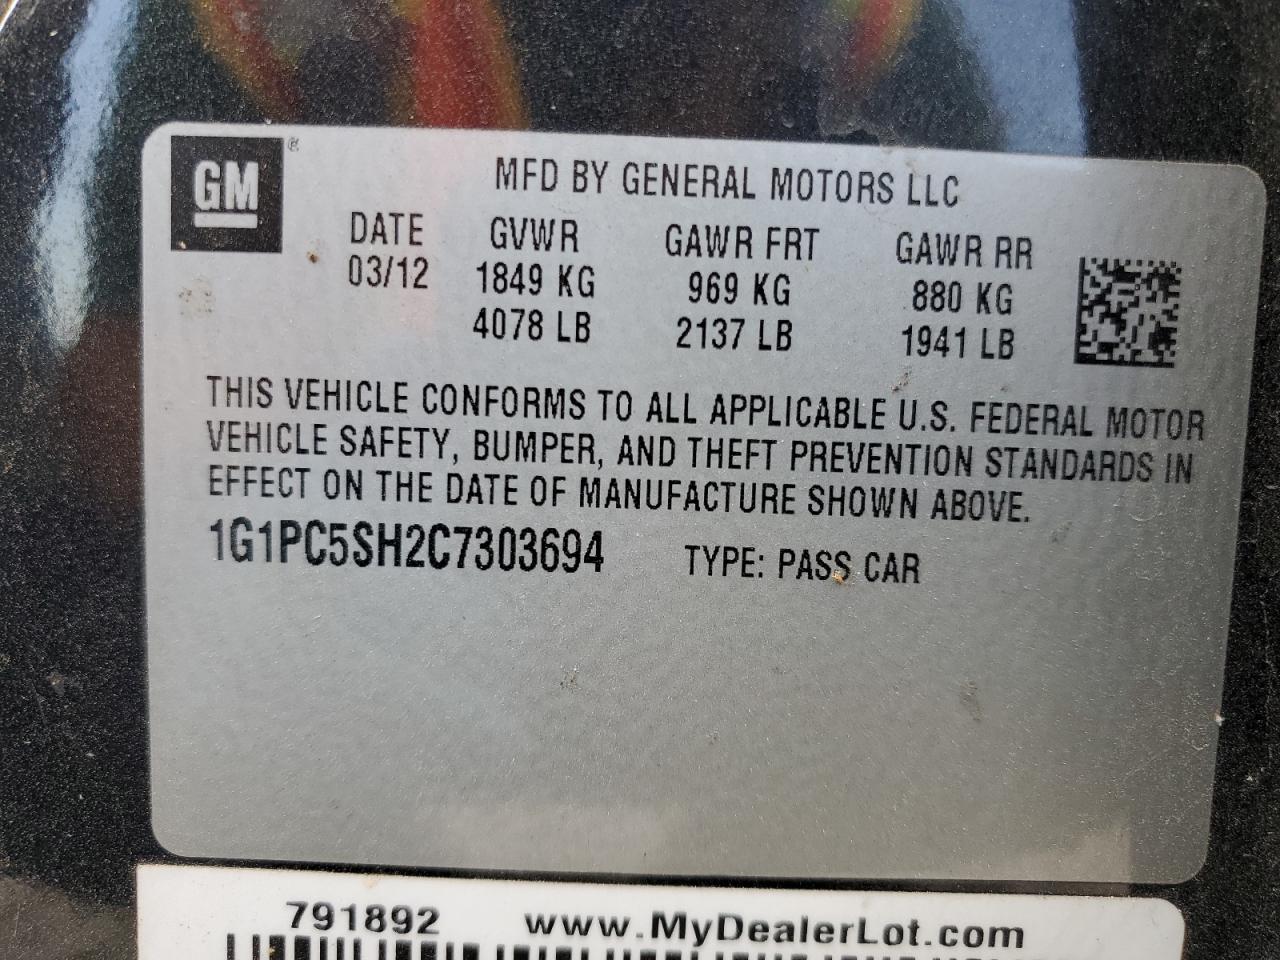 GM®
MFD BY GENERAL MOTORS LLC
DATE GVWR GAWR FRT GAWR RR
03/12 1849 KG 969 KG 880 KG
4078 LB 2137 LB 1941 LB
THIS VEHICLE CONFORMS TO ALL APPLICABLE U.S. FEDERAL MOTOR
VEHICLE SAFETY, BUMPER, AND THEFT PREVENTION STANDARDS IN
EFFECT ON THE DATE OF MANUFACTURE SHOWN ABOVE.
1G1PC5SH2C7303694 TYPE: PASS CAR
791892 www.MyDealerLot.com